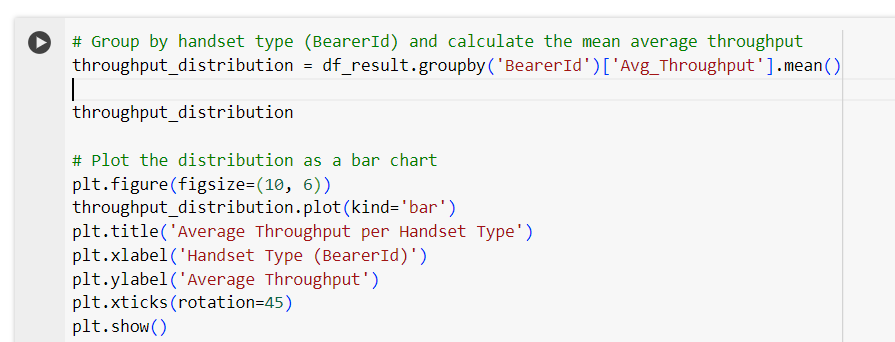 # Group by handset type (BearerId) and calculate the mean average throughput
throughput_distribution = df_result.groupby('BearerId')['Avg_Throughput'].mean()
throughput_distribution
# Plot the distribution as a bar chart
plt.figure(figsize=(10, 6))
throughput_distribution.plot(kind='bar')
plt.title('Average Throughput per Handset Type')
plt.xlabel('Handset Type (BearerId)')
plt.ylabel('Average Throughput')
plt.xticks(rotation=45)
plt.show()